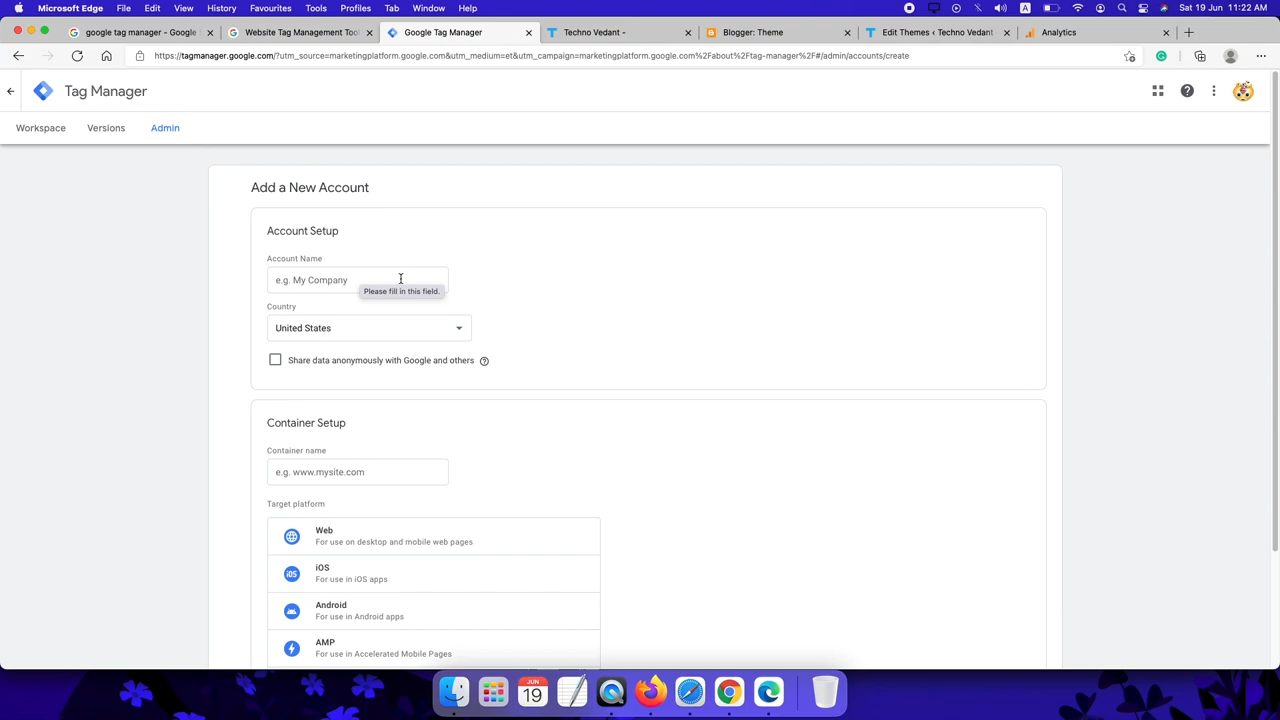 Microsoft Edge File Edit View History Favourites Tools Profiles Tab Window Help
A
Sat 19 Jun 11:22 AM
google tag manager - Google
Website Tag Management Tool
Google Tag Manager
Techno Vedant -
Blogger: Theme
Edit Themes ‹ Techno Vedant
Analytics
https://tagmanager.google.com/?utm_source=marketingplatform.google.com&utm_medium=et&utm_campaign=marketingplatform.google.com%2Fabout%2Ftag-manager%2F#/admin/accounts/create
Tag Manager
Workspace Versions Admin
Add a New Account
Account Setup
Account Name
e.g. My Company
Please fill in this field.
Country
United States
Share data anonymously with Google and others
Container Setup
Container name
e.g. www.mysite.com
Target platform
Web
For use on desktop and mobile web pages
iOS
iOS
For use in iOS apps
Android
For use in Android apps
AMP
For use in Accelerated Mobile Pages
JUN
19